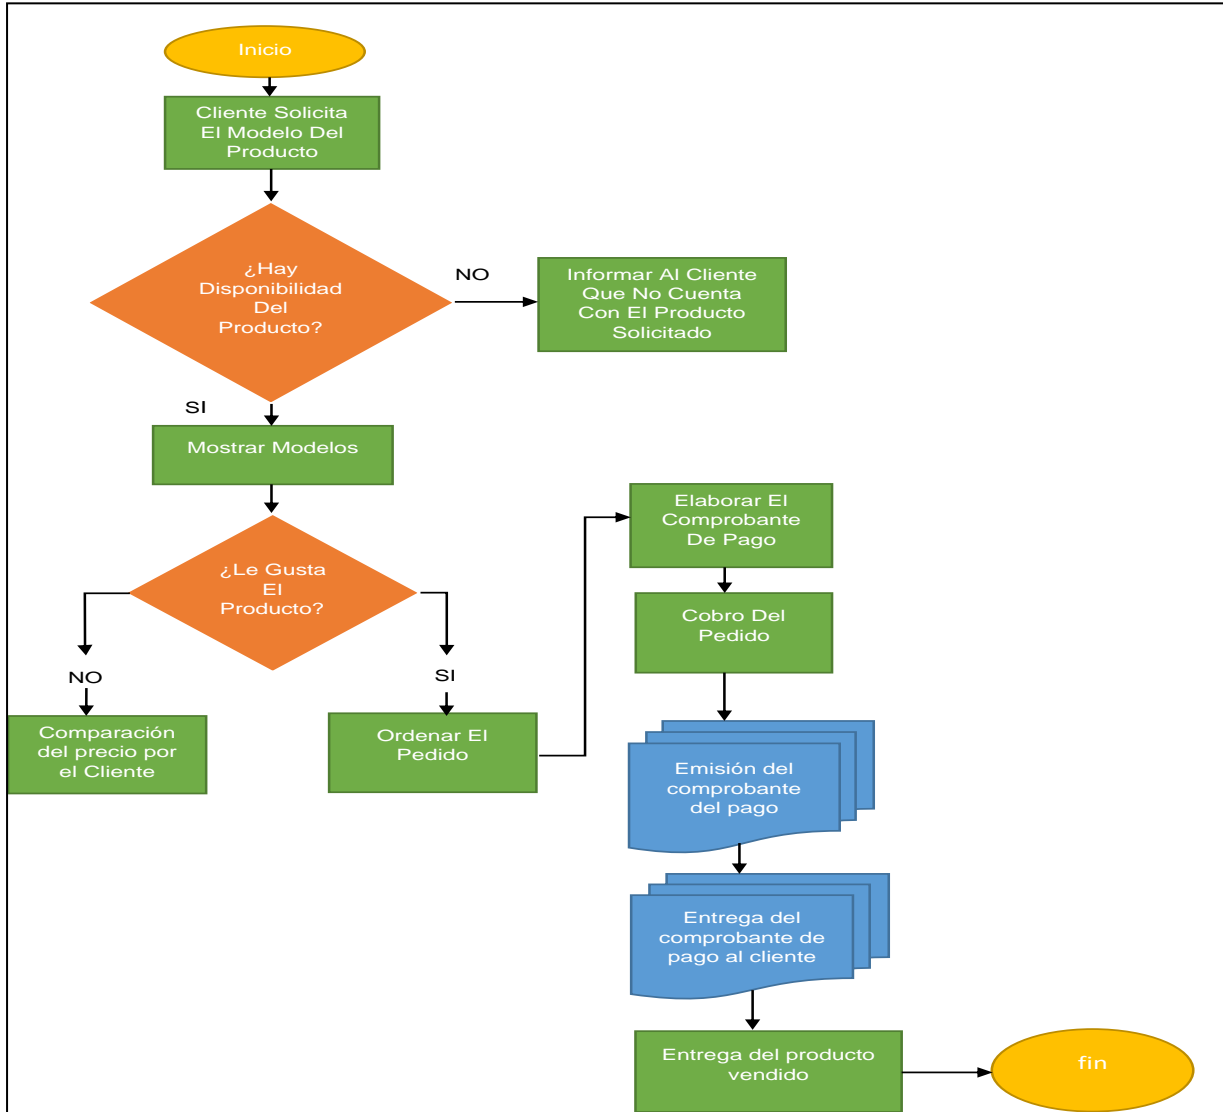 Inicio
Cliente Solicita
El Modelo Del
Producto
¿Hay
Disponibilidad
Del
Producto?
NO
Informar Al Cliente
Que No Cuenta
Con El Producto
Solicitado
SI
Mostrar Modelos
¿Le Gusta
El
Producto?
NO
SI
Comparación
del precio por
el Cliente
Ordenar El
Pedido
Elaborar El
Comprobante
De Pago
Cobro Del
Pedido
Emisión del
comprobante
del pago
Entrega del
comprobante de
pago al cliente
Entrega del producto
vendido
fin